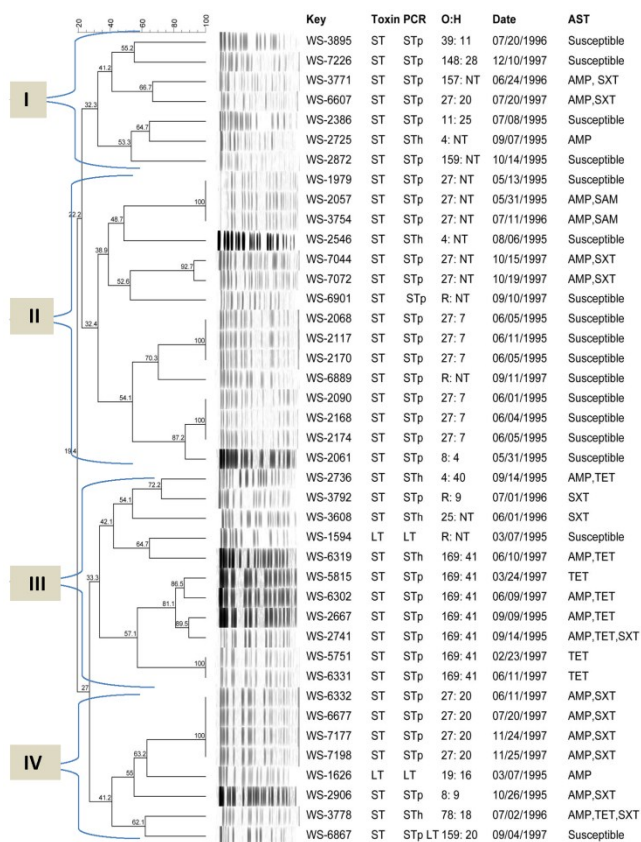 20 40 60 80 100
Key Toxin PCR O:H Date AST
WS-3895 ST STp 39: 11 07/20/1996 Susceptible
WS-7226 ST STp 148: 28 12/10/1997 Susceptible
WS-3771 ST STp 157: NT 06/24/1996 AMP, SXT
WS-6607 ST STp 27: 20 07/20/1997 AMP,SXT
WS-2386 ST STp 11: 25 07/08/1995 Susceptible
WS-2725 ST STh 4: NT 09/07/1995 AMP
WS-2872 ST STp 159: NT 10/14/1995 Susceptible
WS-1979 ST STp 27: NT 05/13/1995 Susceptible
WS-2057 ST STp 27: NT 05/31/1995 AMP,SAM
WS-3754 ST STp 27: NT 07/11/1996 AMP,SAM
WS-2546 ST STh 4: NT 08/06/1995 Susceptible
WS-7044 ST STp 27: NT 10/15/1997 AMP,SXT
WS-7072 ST STp 27: NT 10/19/1997 AMP,SXT
WS-6901 ST STp R: NT 09/10/1997 Susceptible
WS-2068 ST STp 27: 7 06/05/1995 Susceptible
WS-2117 ST STp 27: 7 06/11/1995 Susceptible
WS-2170 ST STp 27: 7 06/05/1995 Susceptible
WS-6889 ST STp R: NT 09/11/1997 Susceptible
WS-2090 ST STp 27: 7 06/01/1995 Susceptible
WS-2168 ST STp 27: 7 06/04/1995 Susceptible
WS-2174 ST STp 27: 7 06/05/1995 Susceptible
WS-2061 ST STp 8: 4 05/31/1995 Susceptible
WS-2736 ST STh 4: 40 09/14/1995 AMP,TET
WS-3792 ST STp R: 9 07/01/1996 SXT
WS-3608 ST STh 25: NT 06/01/1996 SXT
WS-1594 LT LT R: NT 03/07/1995 Susceptible
WS-6319 ST STh 169: 41 06/10/1997 AMP,TET
WS-5815 ST STp 169: 41 03/24/1997 TET
WS-6302 ST STp 169: 41 06/09/1997 AMP,TET
WS-2667 ST STp 169: 41 09/09/1995 AMP,TET
WS-2741 ST STp 169: 41 09/14/1995 AMP,TET,SXT
WS-5751 ST STp 169: 41 02/23/1997 TET
WS-6331 ST STp 169: 41 06/11/1997 TET
WS-6332 ST STp 27: 20 06/11/1997 AMP,SXT
WS-6677 ST STp 27: 20 07/20/1997 AMP,SXT
WS-7177 ST STp 27: 20 11/24/1997 AMP,SXT
WS-7198 ST STp 27: 20 11/25/1997 AMP,SXT
WS-1626 LT LT 19: 16 03/07/1995 AMP
WS-2906 ST STp 8: 9 10/26/1995 AMP,SXT
WS-3778 ST STh 78: 18 07/02/1996 AMP,TET,SXT
WS-6867 ST STp LT 159: 20 09/04/1997 Susceptible
I
II
III
IV
55.2
41.2
66.7
32.3
64.7
53.3
22.2
100
48.7
38.9
92.7
52.6
32.4
100
70.3
54.1
100
87.2
19.4
72.2
54.1
42.1
64.7
33.3
86.5
81.1
89.5
57.1
100
27
100
63.2
55
41.2
62.1